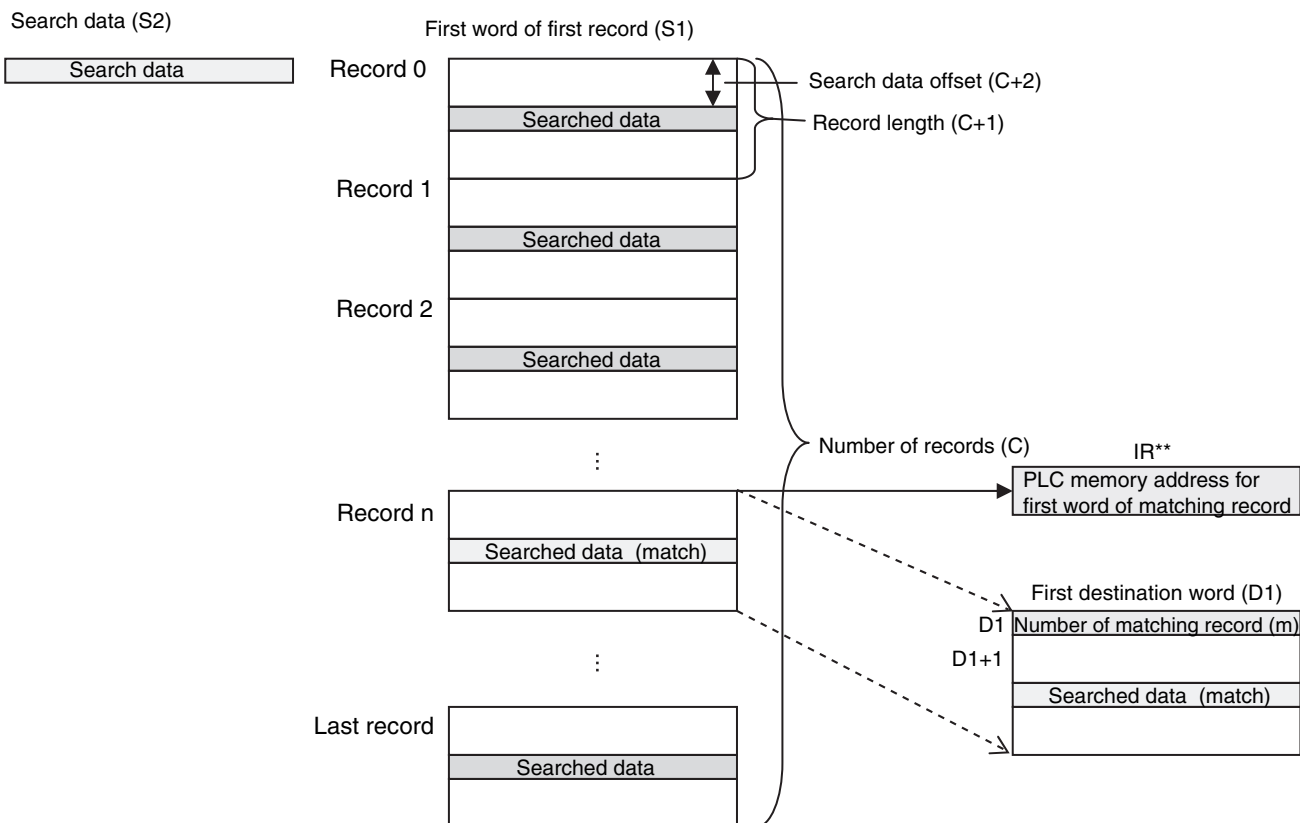 Search data (S2)
First word of first record (S1)
Search data
Record 0
Search data offset (C+2)
Searched data
Record length (C+1)
Record 1
Searched data
Record 2
Searched data
Number of records (C)
IR**
PLC memory address for
first word of matching record
Record n
Searched data (match)
First destination word (D1)
D1
Number of matching record (m)
D1+1
Searched data (match)
Last record
Searched data